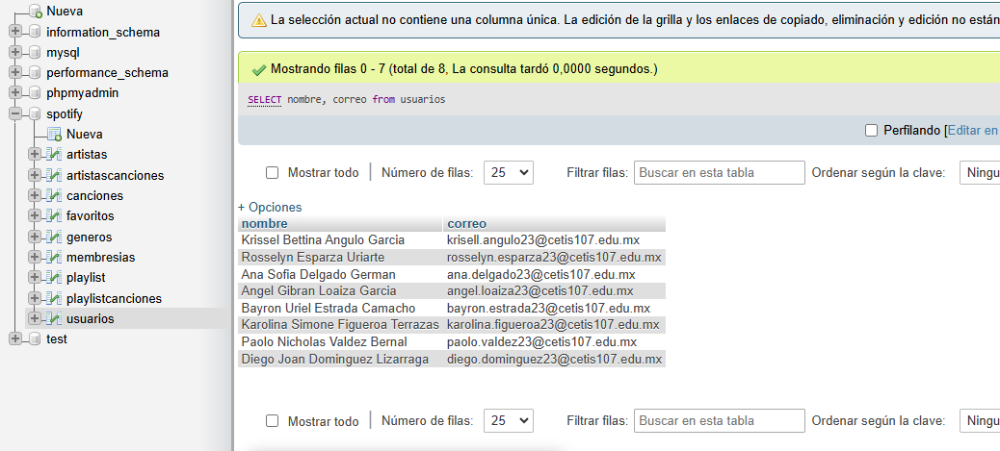 Nueva
information_schema
mysql
performance_schema
phpmyadmin
spotify
Nueva
artistas
artistascanciones
canciones
favoritos
generos
membresias
playlist
playlistcanciones
usuarios
test
La selección actual no contiene una columna única. La edición de la grilla y los enlaces de copiado, eliminación y edición no están
Mostrando filas 0 - 7 (total de 8, La consulta tardó 0,0000 segundos.)
SELECT nombre, correo from usuarios
Perfilando [Editar en
Mostrar todo Número de filas: 25 Filtrar filas: Buscar en esta tabla Ordenar según la clave: Ningu
+ Opciones
nombre correo
Krissel Bettina Angulo Garcia krisell.angulo23@cetis107.edu.mx
Rosselyn Esparza Uriarte rosselyn.esparza23@cetis107.edu.mx
Ana Sofia Delgado German ana.delgado23@cetis107.edu.mx
Angel Gibran Loaiza Garcia angel.loaiza23@cetis107.edu.mx
Bayron Uriel Estrada Camacho bayron.estrada23@cetis107.edu.mx
Karolina Simone Figueroa Terrazas karolina.figueroa23@cetis107.edu.mx
Paolo Nicholas Valdez Bernal paolo.valdez23@cetis107.edu.mx
Diego Joan Dominguez Lizarraga diego.dominguez23@cetis107.edu.mx
Mostrar todo Número de filas: 25 Filtrar filas: Buscar en esta tabla Ordenar según la clave: Ningu